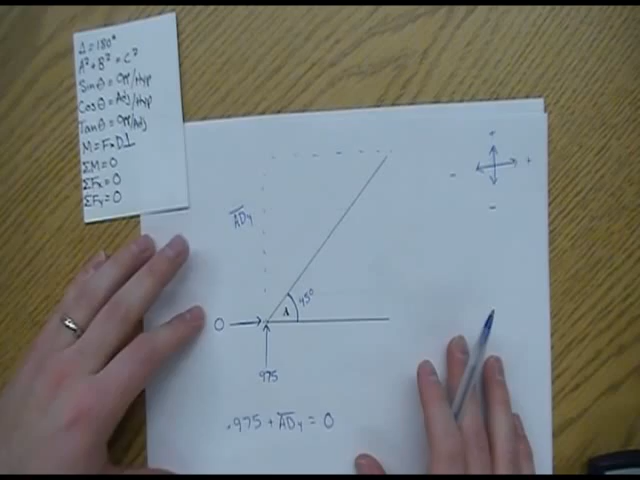 Δ = 180°
A² + B² = C²
Sin θ = Opp/Hyp
Cos θ = Adj/Hyp
Tan θ = Opp/Adj
M = F × D⊥
ΣM = 0
ΣFx = 0
ΣFy = 0
+
- +
-
ADy
A 45°
0
975
.975 + ADy = 0